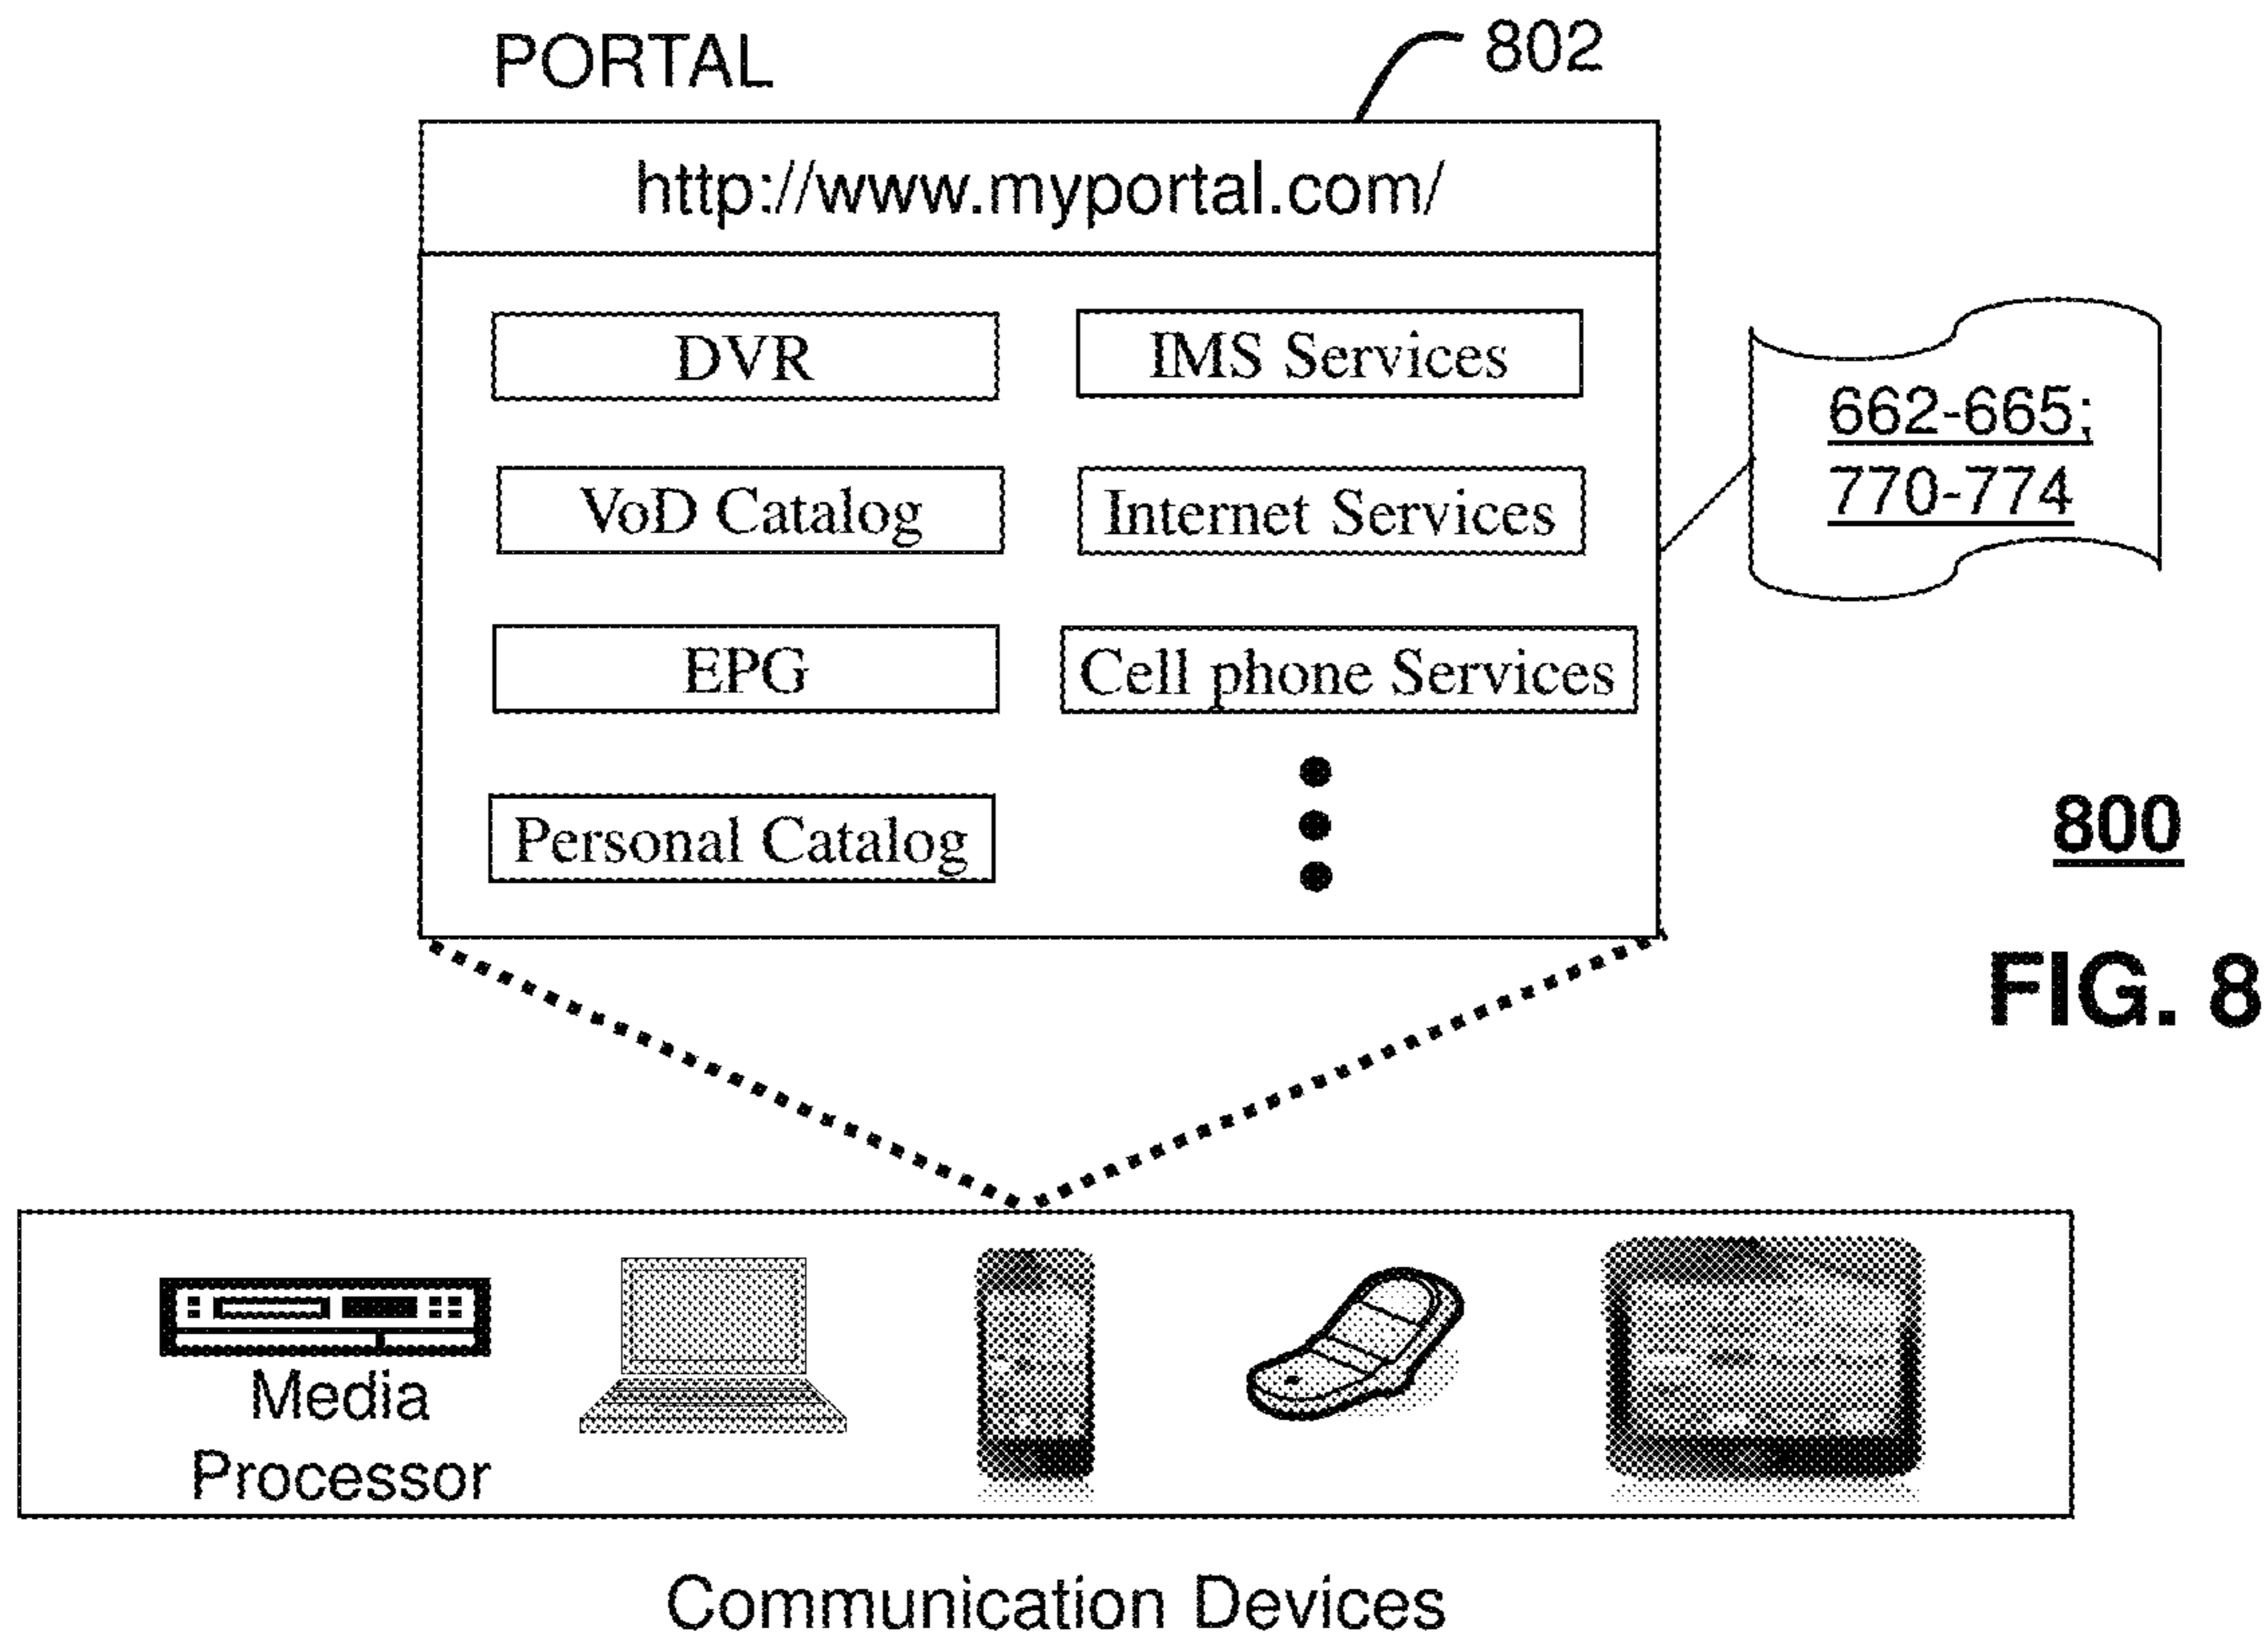 PORTAL
802
http://www.myportal.com/
DVR
IMS Services
VoD Catalog
Internet Services
EPG
Cell phone Services
Personal Catalog
662-665;
770-774
800
FIG. 8
Media
Processor
Communication Devices